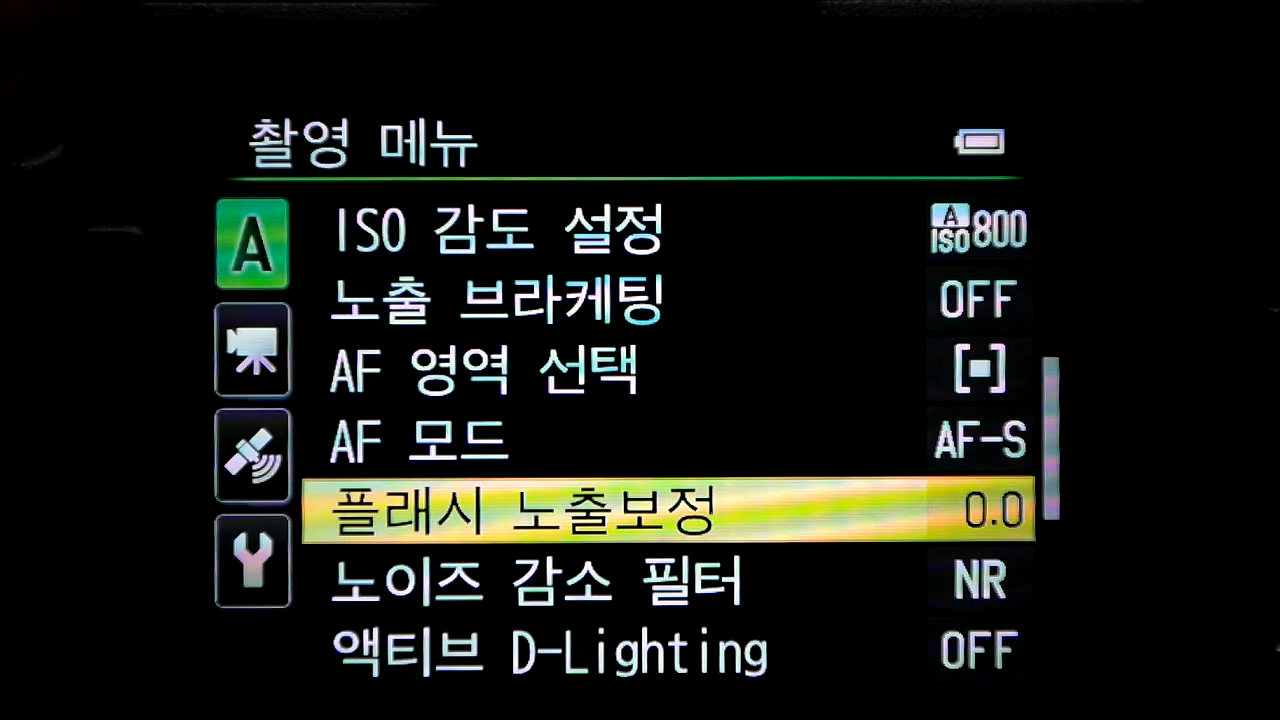 촬영 메뉴
A
ISO 감도 설정 A ISO 800
노출 브라케팅 OFF
AF 영역 선택
AF 모드 AF-S
플래시 노출보정 0.0
노이즈 감소 필터 NR
액티브 D-Lighting OFF